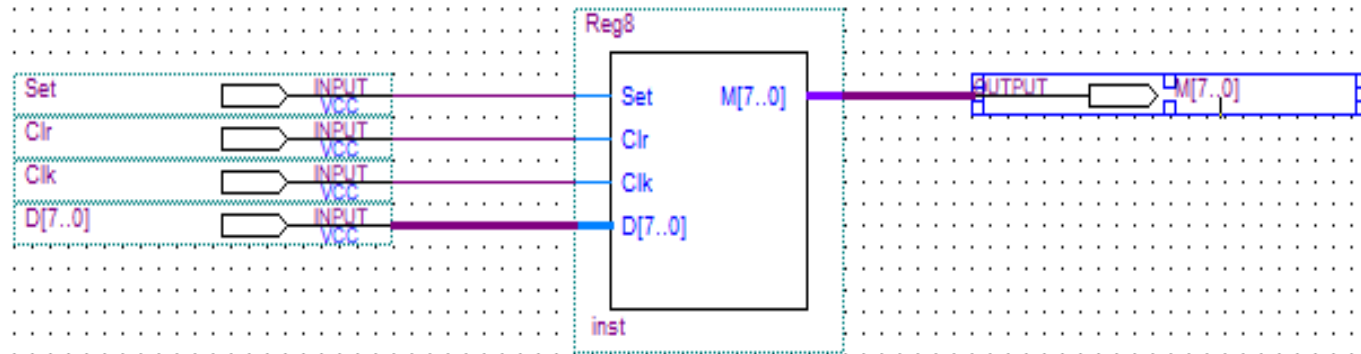 Reg8
Set INPUT VCC
Clr INPUT VCC
Clk INPUT VCC
D[7..0] INPUT VCC
Set M[7..0]
Clr
Clk
D[7..0]
inst
OUTPUT M[7..0]